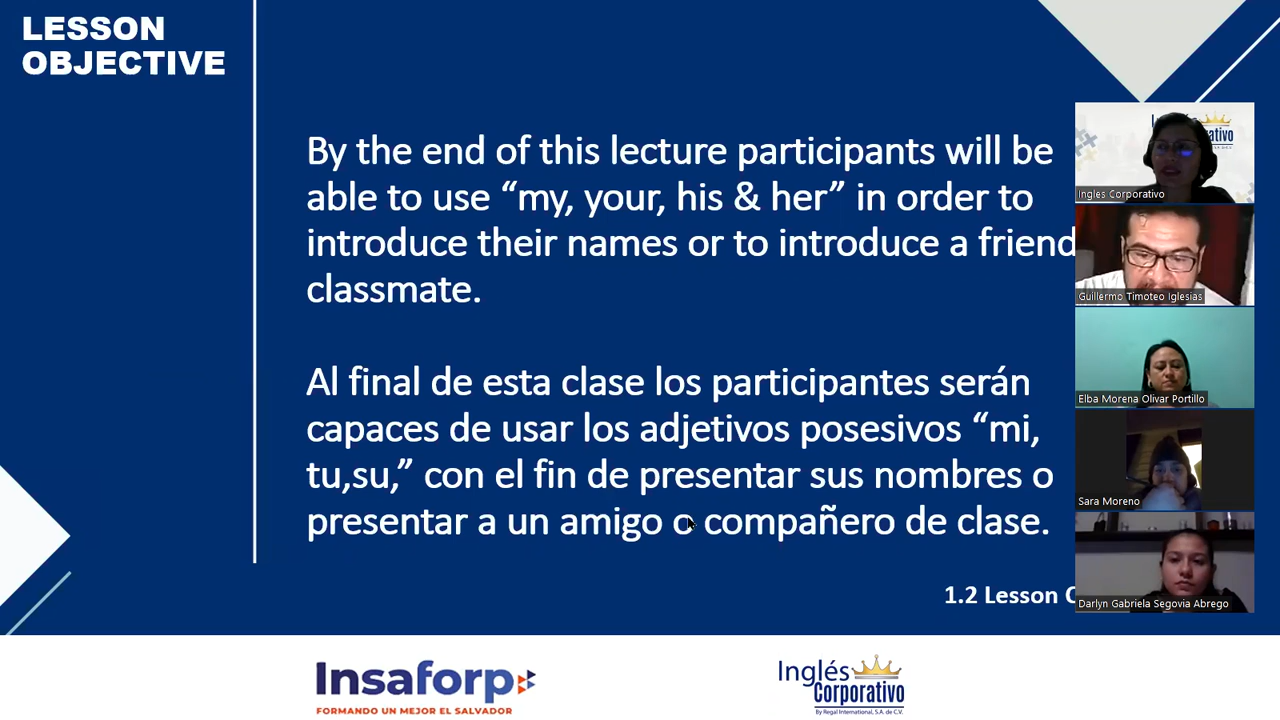 LESSON
OBJECTIVE
By the end of this lecture participants will be
able to use “my, your, his & her” in order to
introduce their names or to introduce a friend
classmate.
Al final de esta clase los participantes serán
capaces de usar los adjetivos posesivos “mi,
tu,su,” con el fin de presentar sus nombres o
presentar a un amigo o compañero de clase.
1.2 Lesson
Ingles Corporativo
Guillermo Timoteo Iglesias
Elba Morena Olivar Portillo
Sara Moreno
Darlyn Gabriela Segovia Abrego
Insaforp
FORMANDO UN MEJOR EL SALVADOR
Inglés
Corporativo
By Regal International, S.A. de C.V.